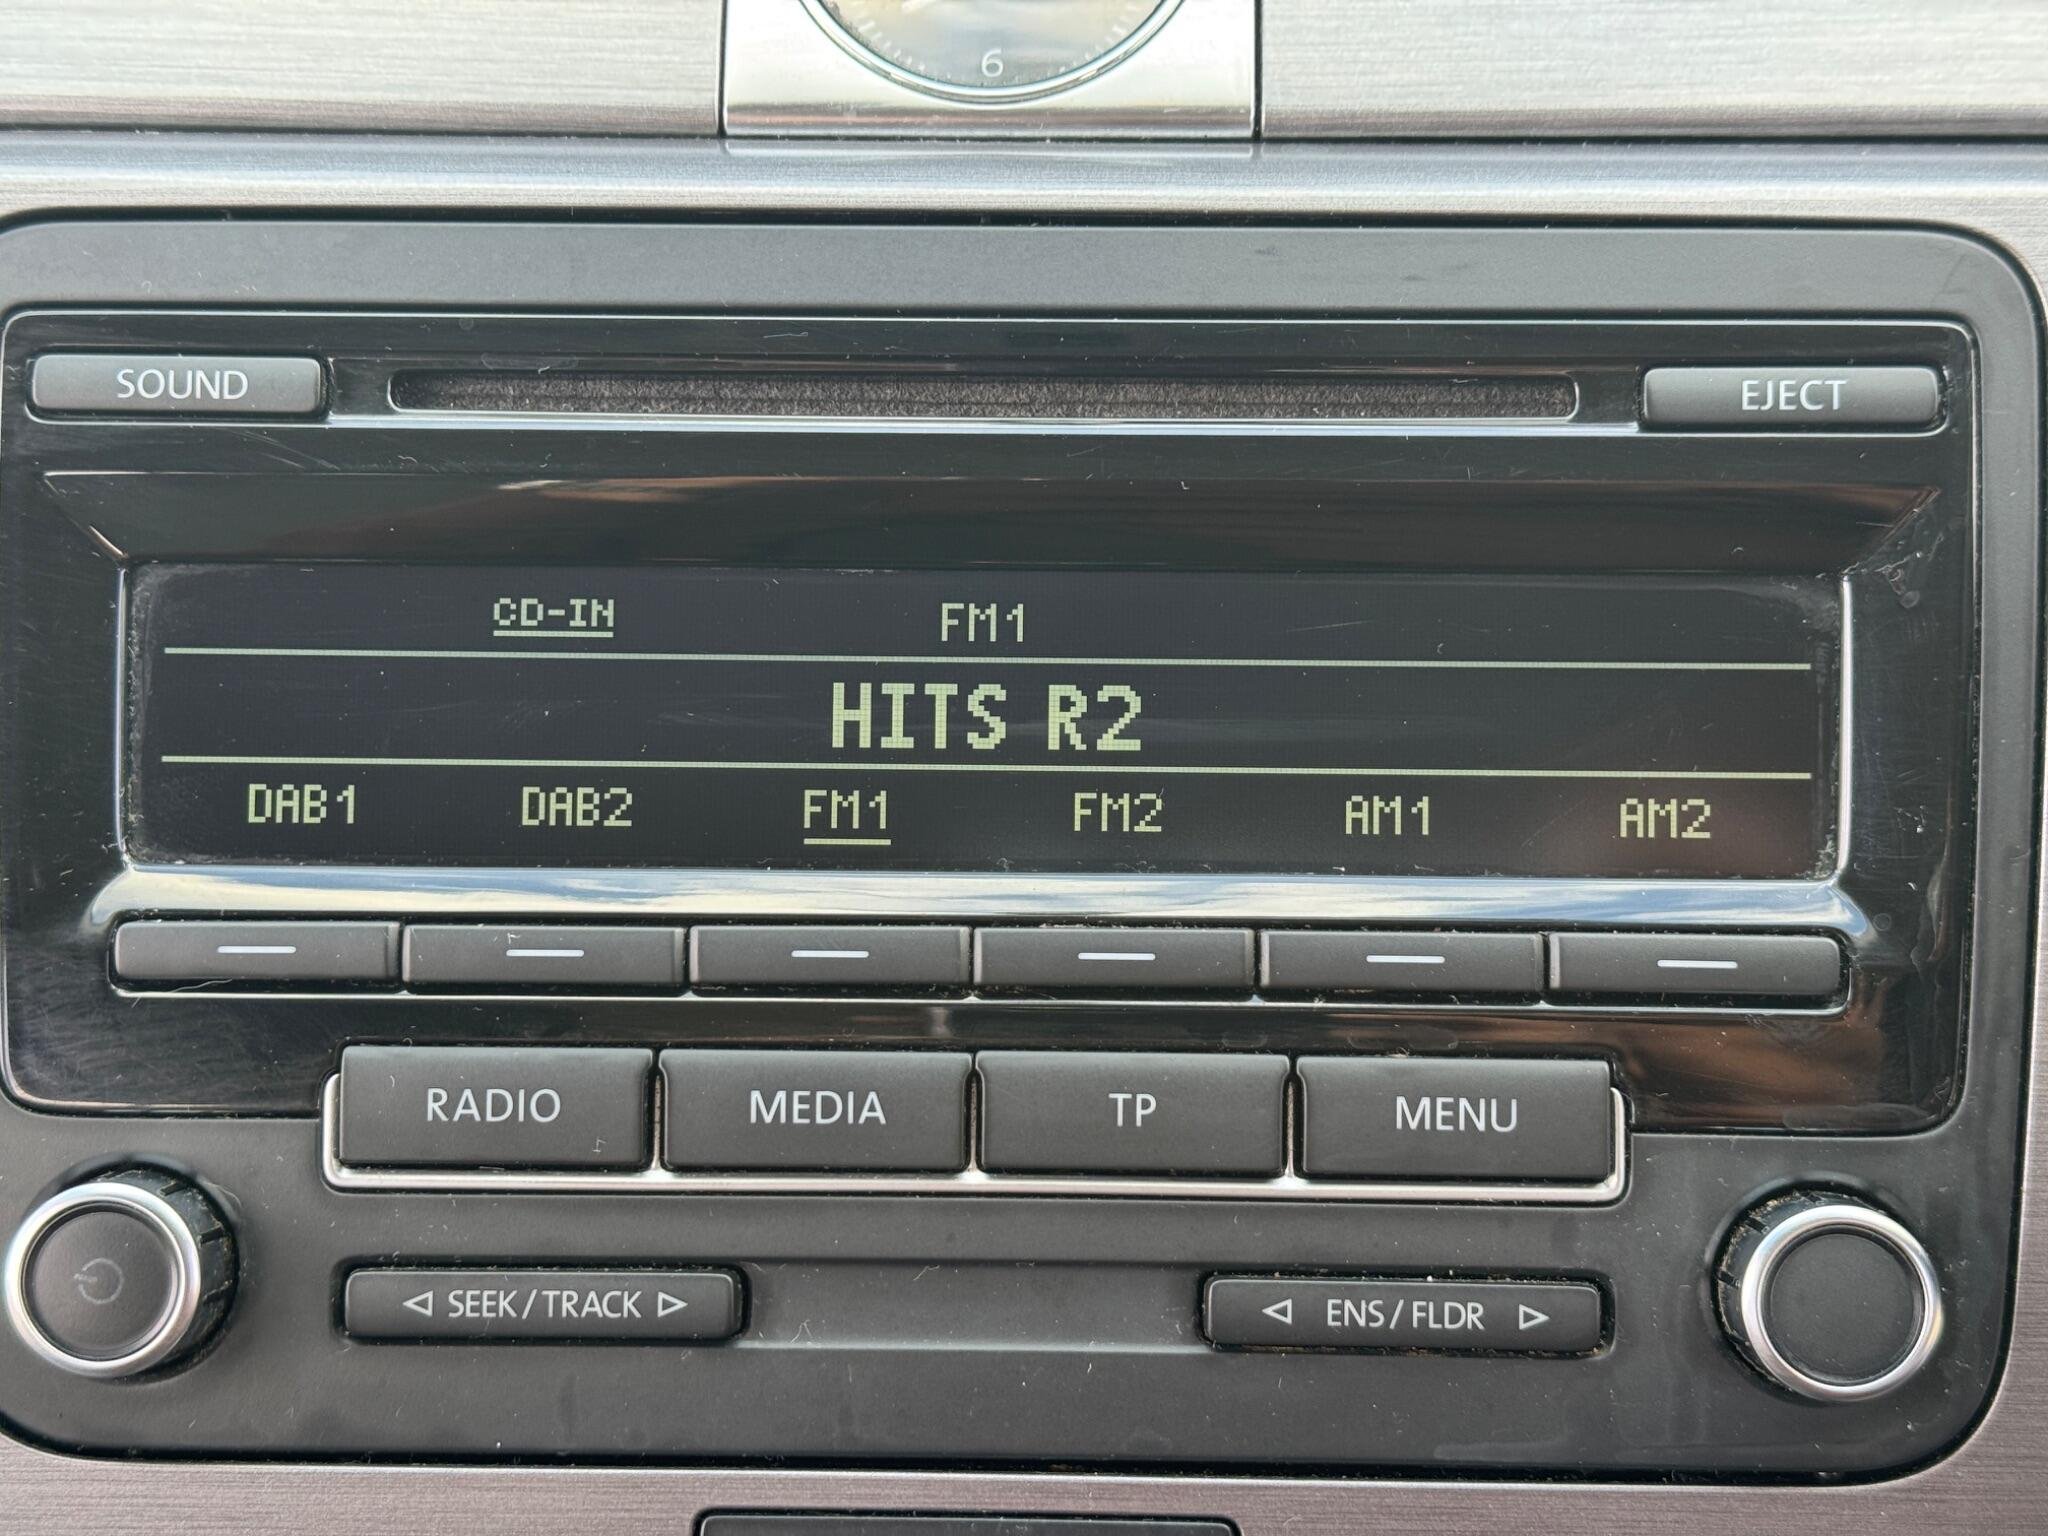 6
SOUND EJECT
CD-IN FM1
HITS R2
DAB1 DAB2 FM1 FM2 AM1 AM2
RADIO MEDIA TP MENU
SEEK / TRACK ENS / FLDR